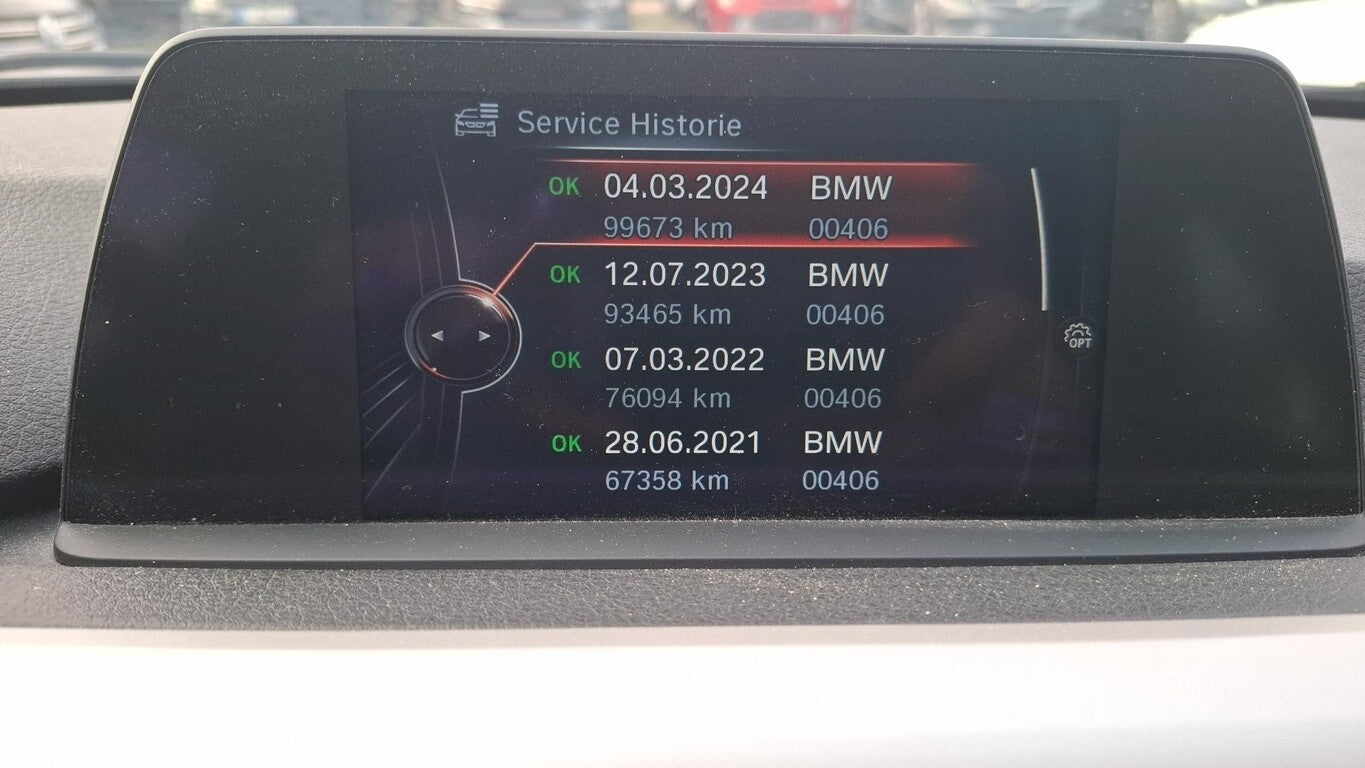 Service Historie
OK 04.03.2024 BMW
99673 km 00406
OK 12.07.2023 BMW
93465 km 00406
OK 07.03.2022 BMW
76094 km 00406
OPT
OK 28.06.2021 BMW
67358 km 00406